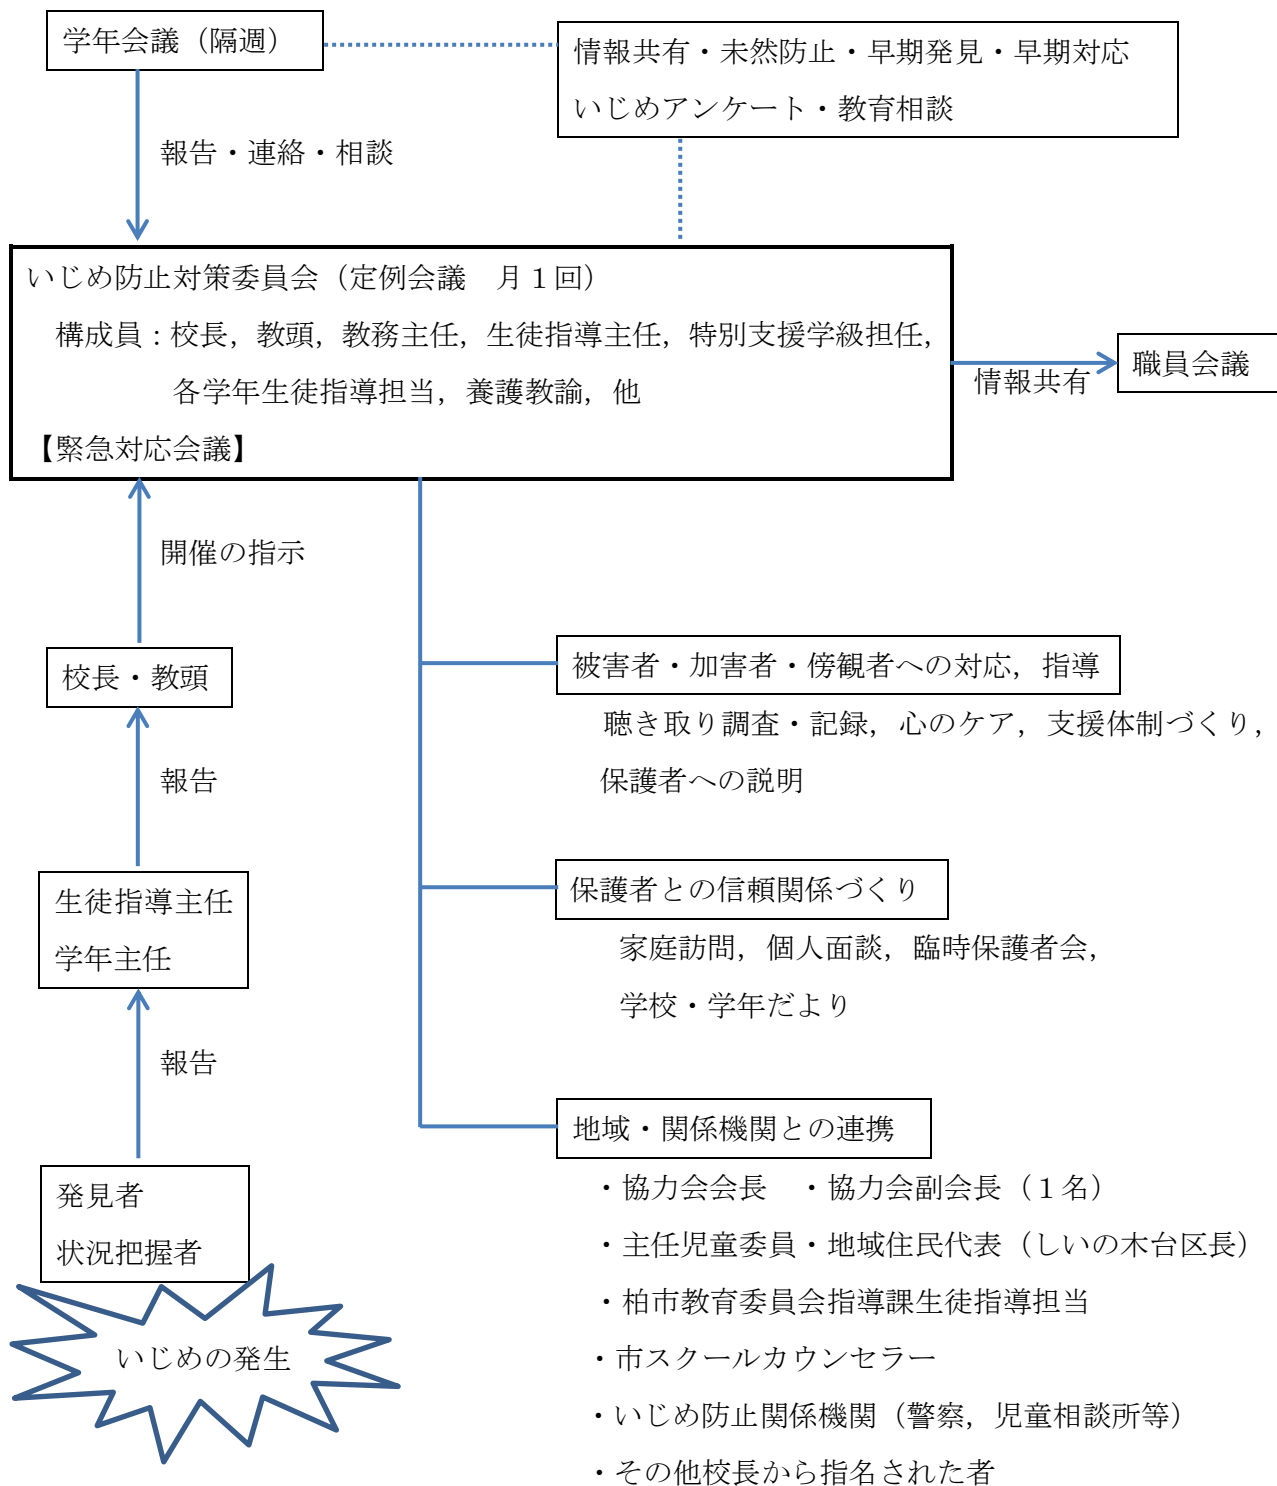 学年会議（隔週）
情報共有・未然防止・早期発見・早期対応
いじめアンケート・教育相談
報告・連絡・相談
いじめ防止対策委員会（定例会議　月１回）
構成員：校長，教頭，教務主任，生徒指導主任，特別支援学級担任，
各学年生徒指導担当，養護教諭，他
【緊急対応会議】
情報共有
職員会議
開催の指示
校長・教頭
報告
生徒指導主任
学年主任
報告
発見者
状況把握者
いじめの発生
被害者・加害者・傍観者への対応，指導
聴き取り調査・記録，心のケア，支援体制づくり，
保護者への説明
保護者との信頼関係づくり
家庭訪問，個人面談，臨時保護者会，
学校・学年だより
地域・関係機関との連携
・協力会会長　・協力会副会長（１名）
・主任児童委員・地域住民代表（しいの木台区長）
・柏市教育委員会指導課生徒指導担当
・市スクールカウンセラー
・いじめ防止関係機関（警察，児童相談所等）
・その他校長から指名された者